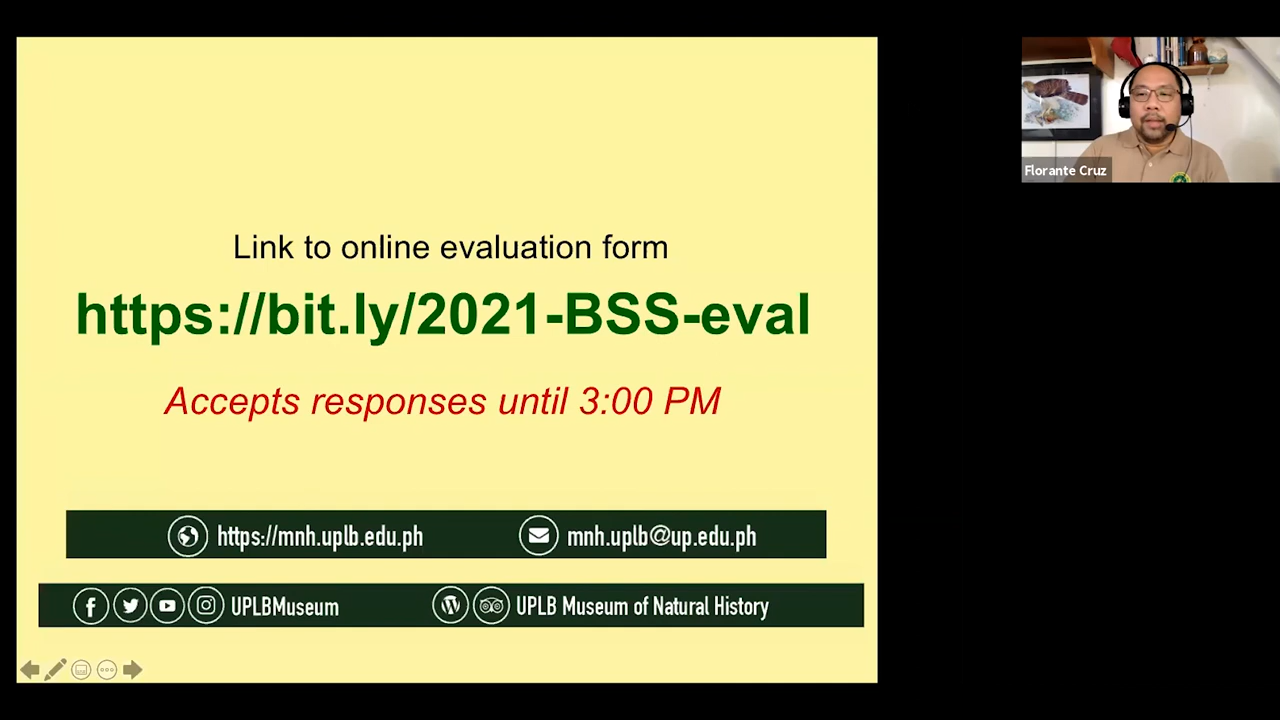 Link to online evaluation form
https://bit.ly/2021-BSS-eval
Accepts responses until 3:00 PM
https://mnh.uplb.edu.ph
mnh.uplb@up.edu.ph
UPLBMuseum
UPLB Museum of Natural History
Florante Cruz